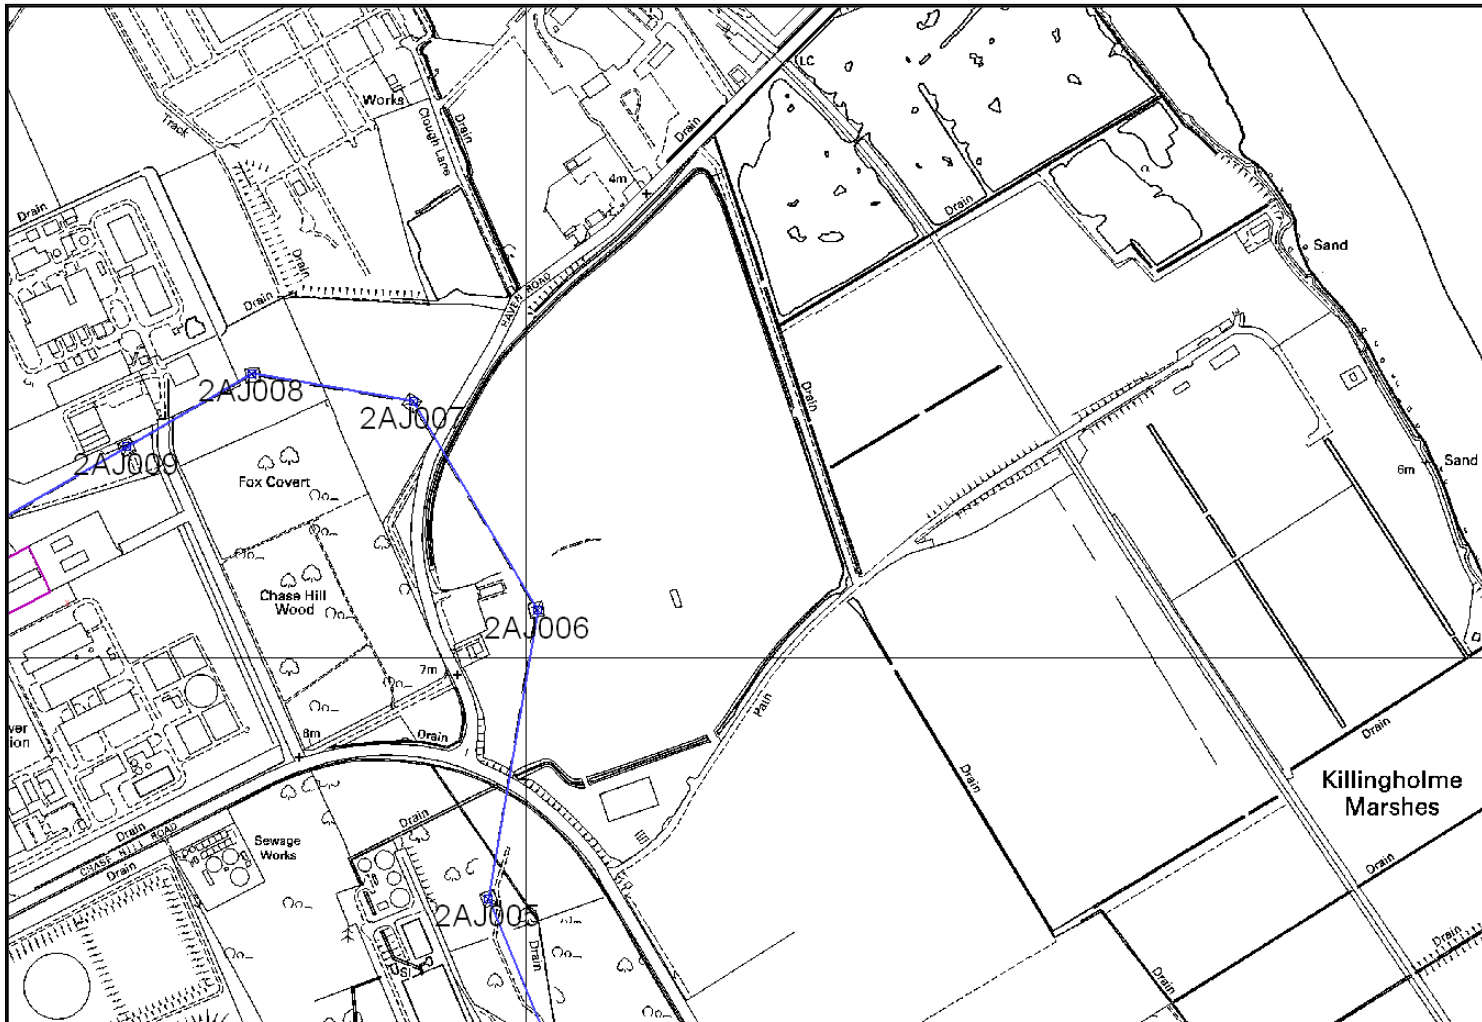 LC
Works
Track
Clough Lane
Drain
Drain
4m
Drain
Drain
Sand
Drain
Drain
HAVEN ROAD
2AJ008
2AJ007
Drain
2AJ009
Fox Covert
Sand
6m
Chase Hill
Wood
2AJ006
7m
Path
8m
Drain
Drain
Drain
Killingholme
Marshes
Drain
CHASE HILL ROAD
Drain
Sewage
Works
Drain
Drain
2AJ005
Drain
Drain
Drain